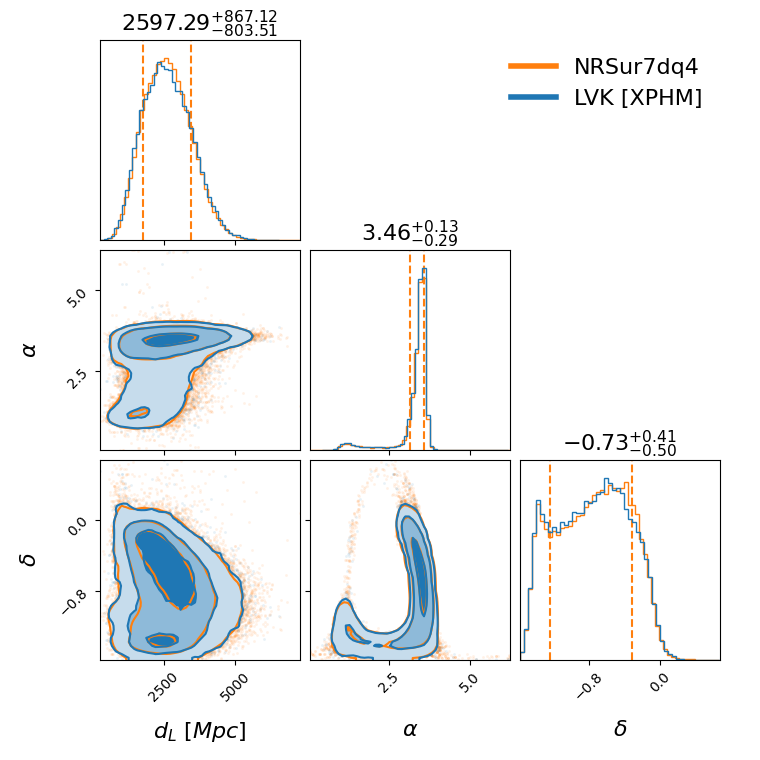 2597.29+867.12
−803.51
NRSur7dq4
LVK [XPHM]
3.46+0.13
−0.29
5.0
α
2.5
−0.73+0.41
−0.50
0.0
δ
−0.8
2500 5000
2.5 5.0
−0.8 0.0
d_L [Mpc]
α
δ